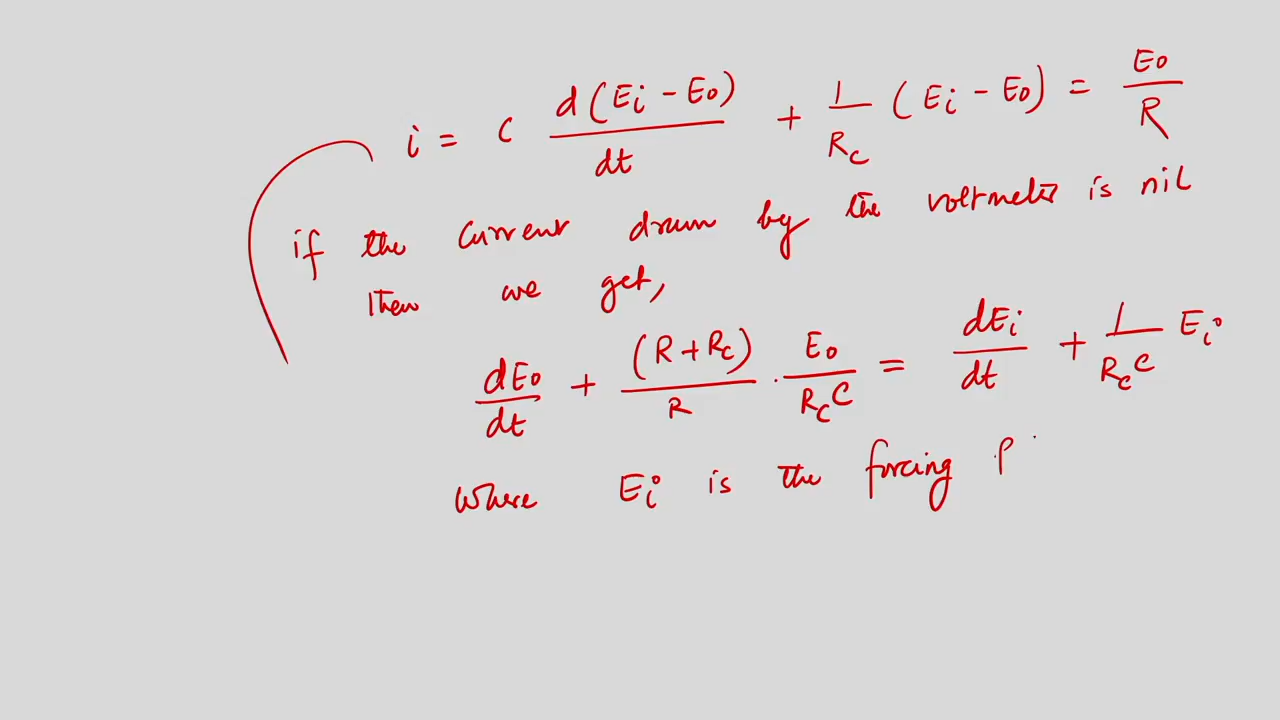 i = C d(Ei - Eo)/dt + 1/Rc (Ei - Eo) = Eo/R
if the current drawn by the voltmeter is nil
then we get,
dEo/dt + (R + Rc)/R · Eo/RcC = dEi/dt + 1/RcC Ei
where Ei is the forcing